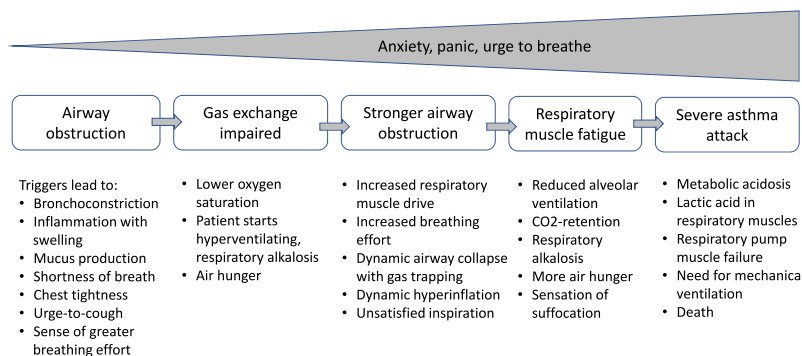 Anxiety, panic, urge to breathe
Airway
obstruction
Gas exchange
impaired
Stronger airway
obstruction
Respiratory
muscle fatigue
Severe asthma
attack
Triggers lead to:
• Bronchoconstriction
• Inflammation with
swelling
• Mucus production
• Shortness of breath
• Chest tightness
• Urge-to-cough
• Sense of greater
breathing effort
• Lower oxygen
saturation
• Patient starts
hyperventilating,
respiratory alkalosis
• Air hunger
• Increased respiratory
muscle drive
• Increased breathing
effort
• Dynamic airway collapse
with gas trapping
• Dynamic hyperinflation
• Unsatisfied inspiration
• Reduced alveolar
ventilation
• CO2-retention
• Respiratory
alkalosis
• More air hunger
• Sensation of
suffocation
• Metabolic acidosis
• Lactic acid in
respiratory muscles
• Respiratory pump
muscle failure
• Need for mechanica
ventilation
• Death